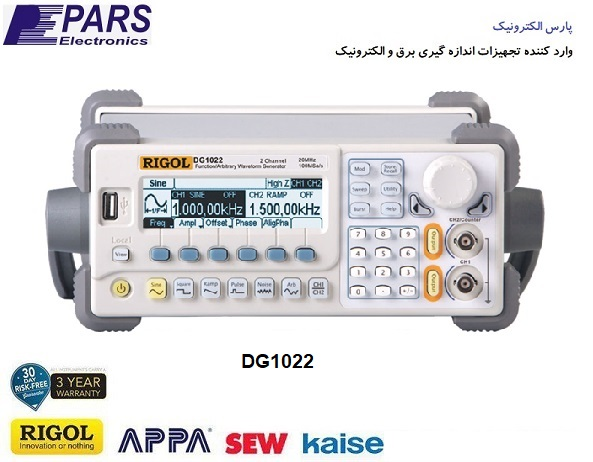 PARS
Electronics
پارس الکترونیک
وارد کننده تجهیزات اندازه گیری برق و الکترونیک
RIGOL
DG1022
Function/Arbitrary Waveform Generator
2 Channel
20MHz
100MSa/s
Sine
High Z CH1 CH2
CH1 SINE OFF CH2 RAMP OFF
1.000,00kHz 1.500,00kHz
Freq Ampl Offset Phase AligPha
Local
View
Mod
Sweep
Utility
Burst
Help
CH2/Counter
7 8 9
4 5 6
1 2 3
0 . +/-
Output
CH1
Output
Sine
Square
Ramp
Pulse
Noise
Arb
CH1
CH2
DG1022
30
DAY
RISK-FREE
Guarantee
3 YEAR
WARRANTY
RIGOL
Innovation or nothing
APPA
SEW
kaise